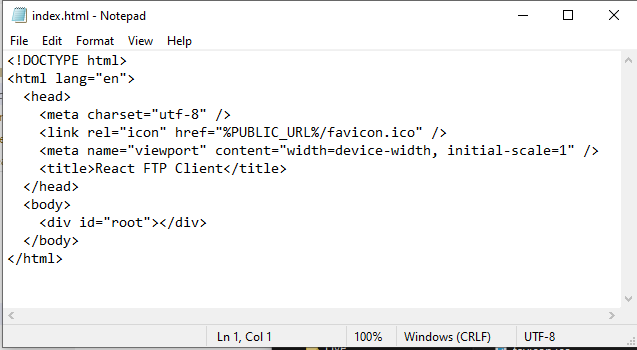 index.html - Notepad
File Edit Format View Help
<!DOCTYPE html>
<html lang="en">
  <head>
    <meta charset="utf-8" />
    <link rel="icon" href="%PUBLIC_URL%/favicon.ico" />
    <meta name="viewport" content="width=device-width, initial-scale=1" />
    <title>React FTP Client</title>
  </head>
  <body>
    <div id="root"></div>
  </body>
</html>
Ln 1, Col 1 100% Windows (CRLF) UTF-8